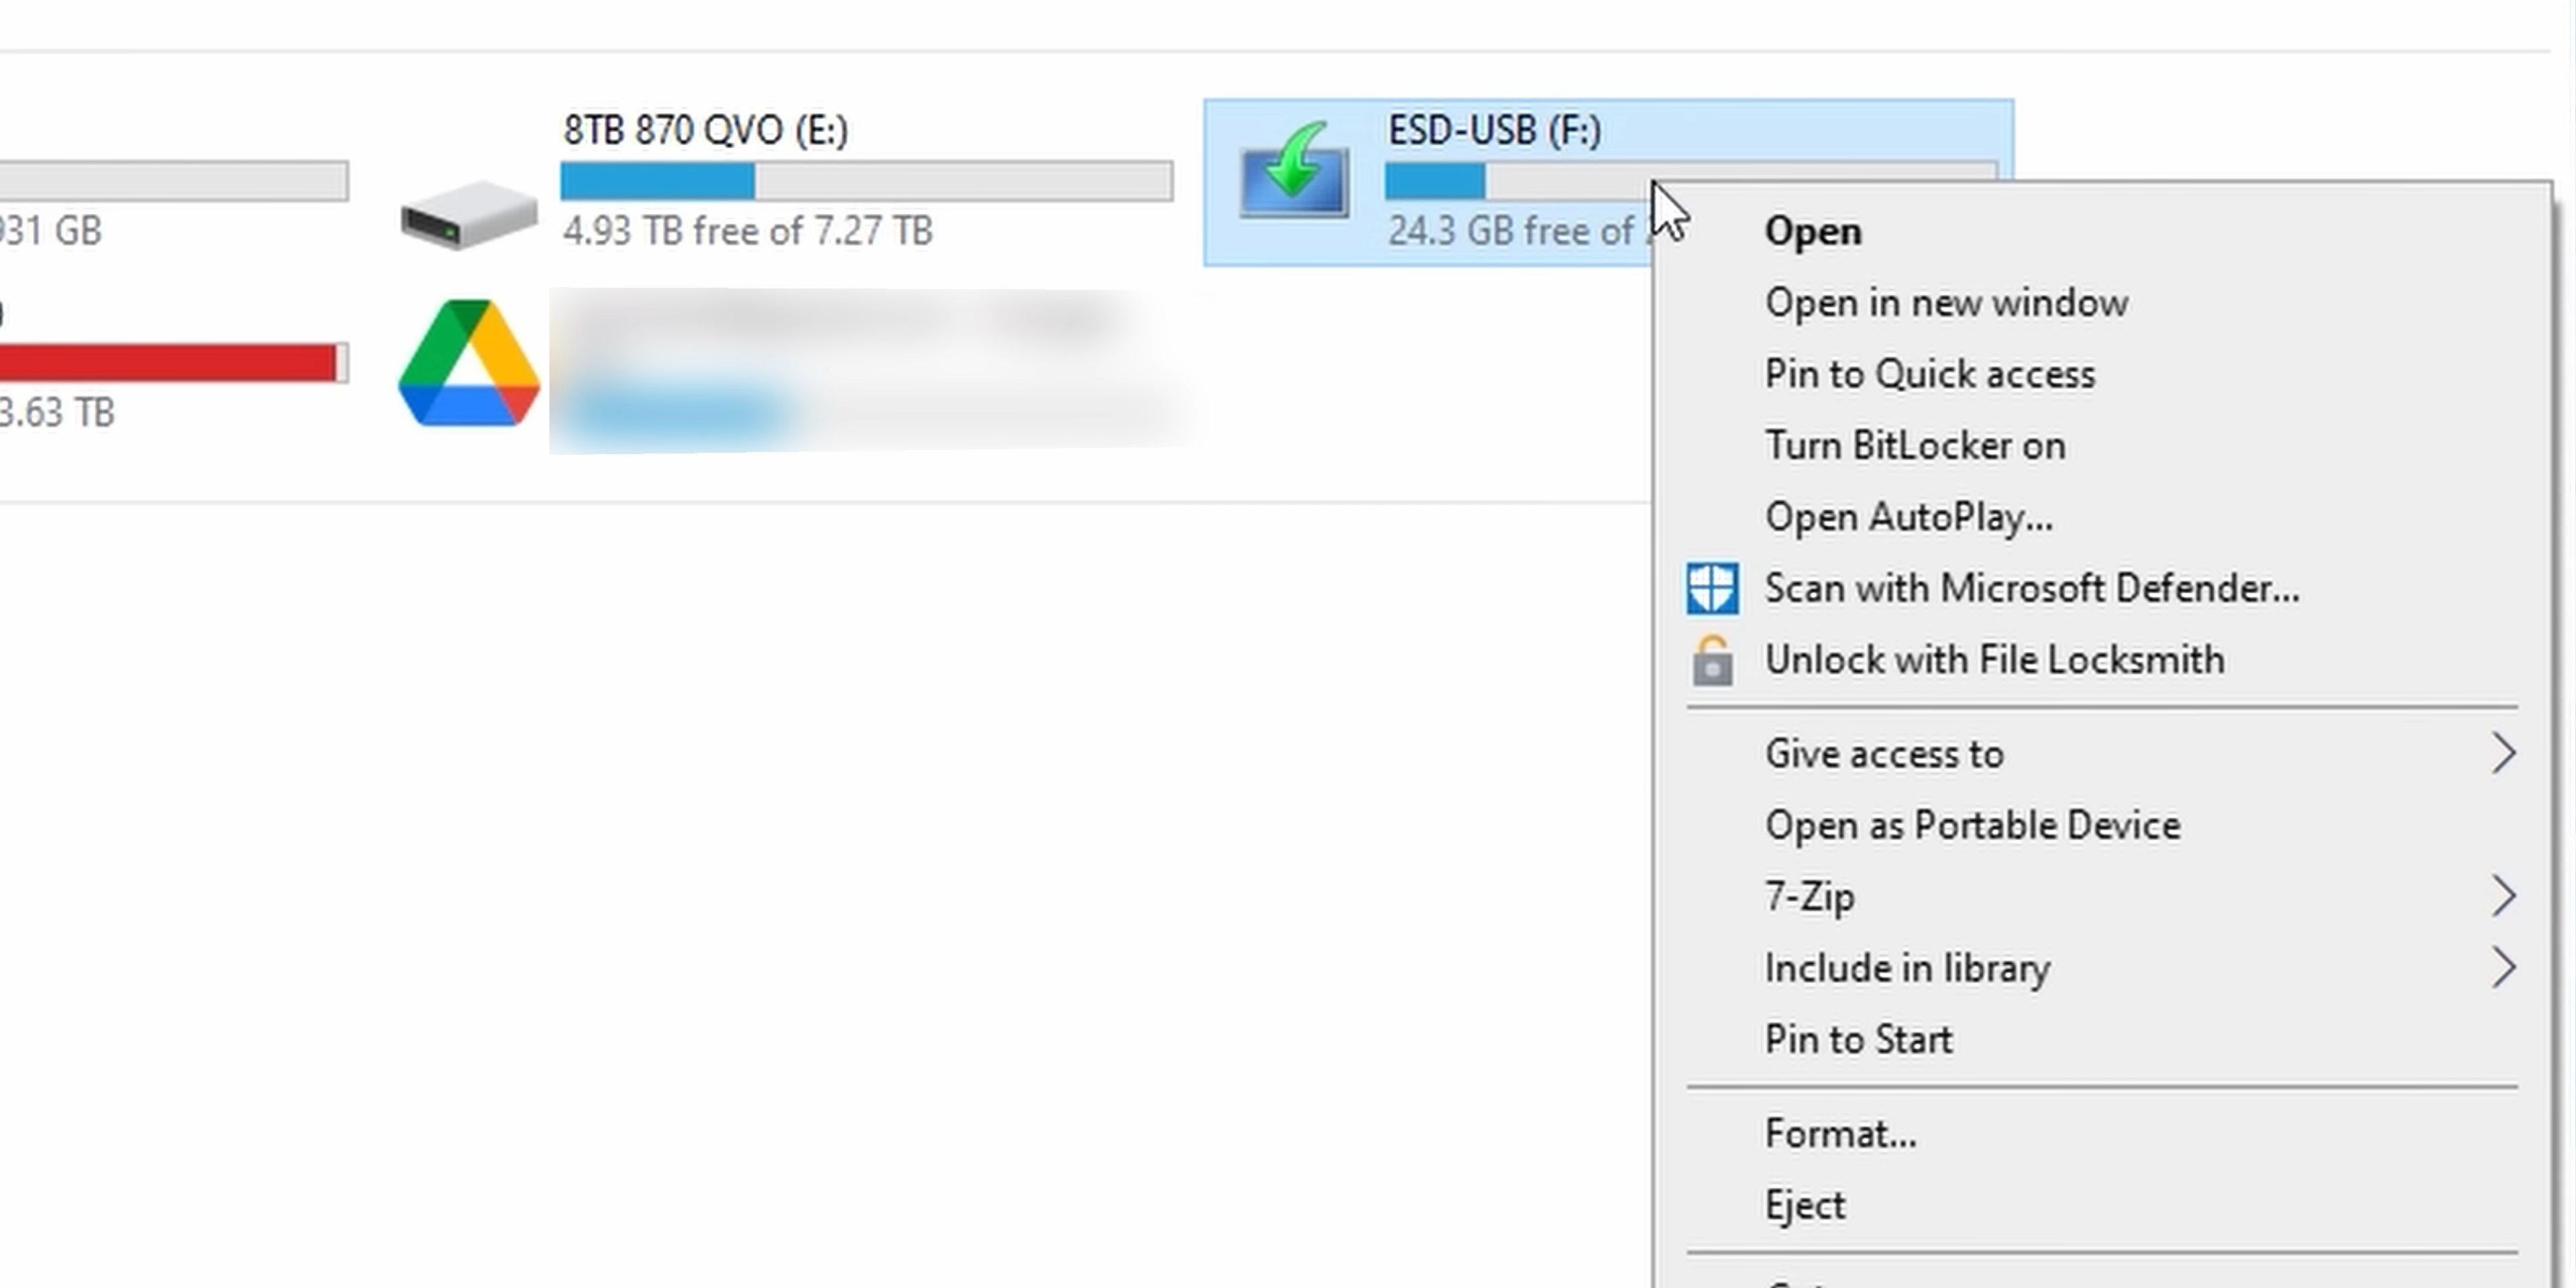 8TB 870 QVO (E:)
ESD-USB (F:)
931 GB
4.93 TB free of 7.27 TB
24.3 GB free of
3.63 TB
Open
Open in new window
Pin to Quick access
Turn BitLocker on
Open AutoPlay...
Scan with Microsoft Defender...
Unlock with File Locksmith
Give access to
Open as Portable Device
7-Zip
Include in library
Pin to Start
Format...
Eject